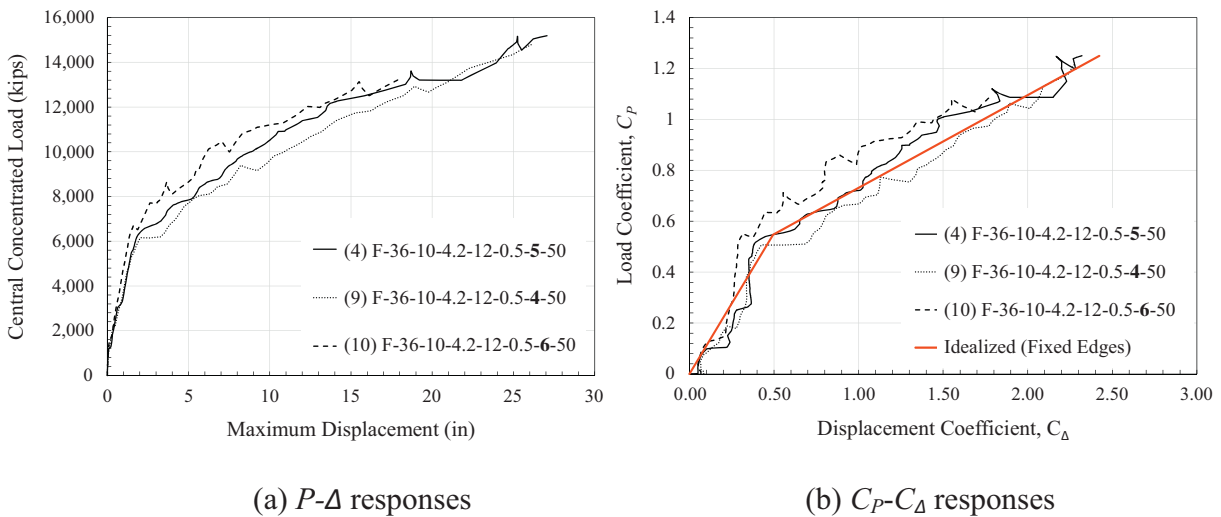 16,000
14,000
12,000
10,000
8,000
6,000
4,000
2,000
0
Central Concentrated Load (kips)
(4) F-36-10-4.2-12-0.5-5-50
(9) F-36-10-4.2-12-0.5-4-50
(10) F-36-10-4.2-12-0.5-6-50
0 5 10 15 20 25 30
Maximum Displacement (in)
(a) P-Δ responses
1.4
1.2
1
0.8
0.6
0.4
0.2
0
Load Coefficient, CP
(4) F-36-10-4.2-12-0.5-5-50
(9) F-36-10-4.2-12-0.5-4-50
(10) F-36-10-4.2-12-0.5-6-50
Idealized (Fixed Edges)
0.00 0.50 1.00 1.50 2.00 2.50 3.00
Displacement Coefficient, CΔ
(b) CP-CΔ responses